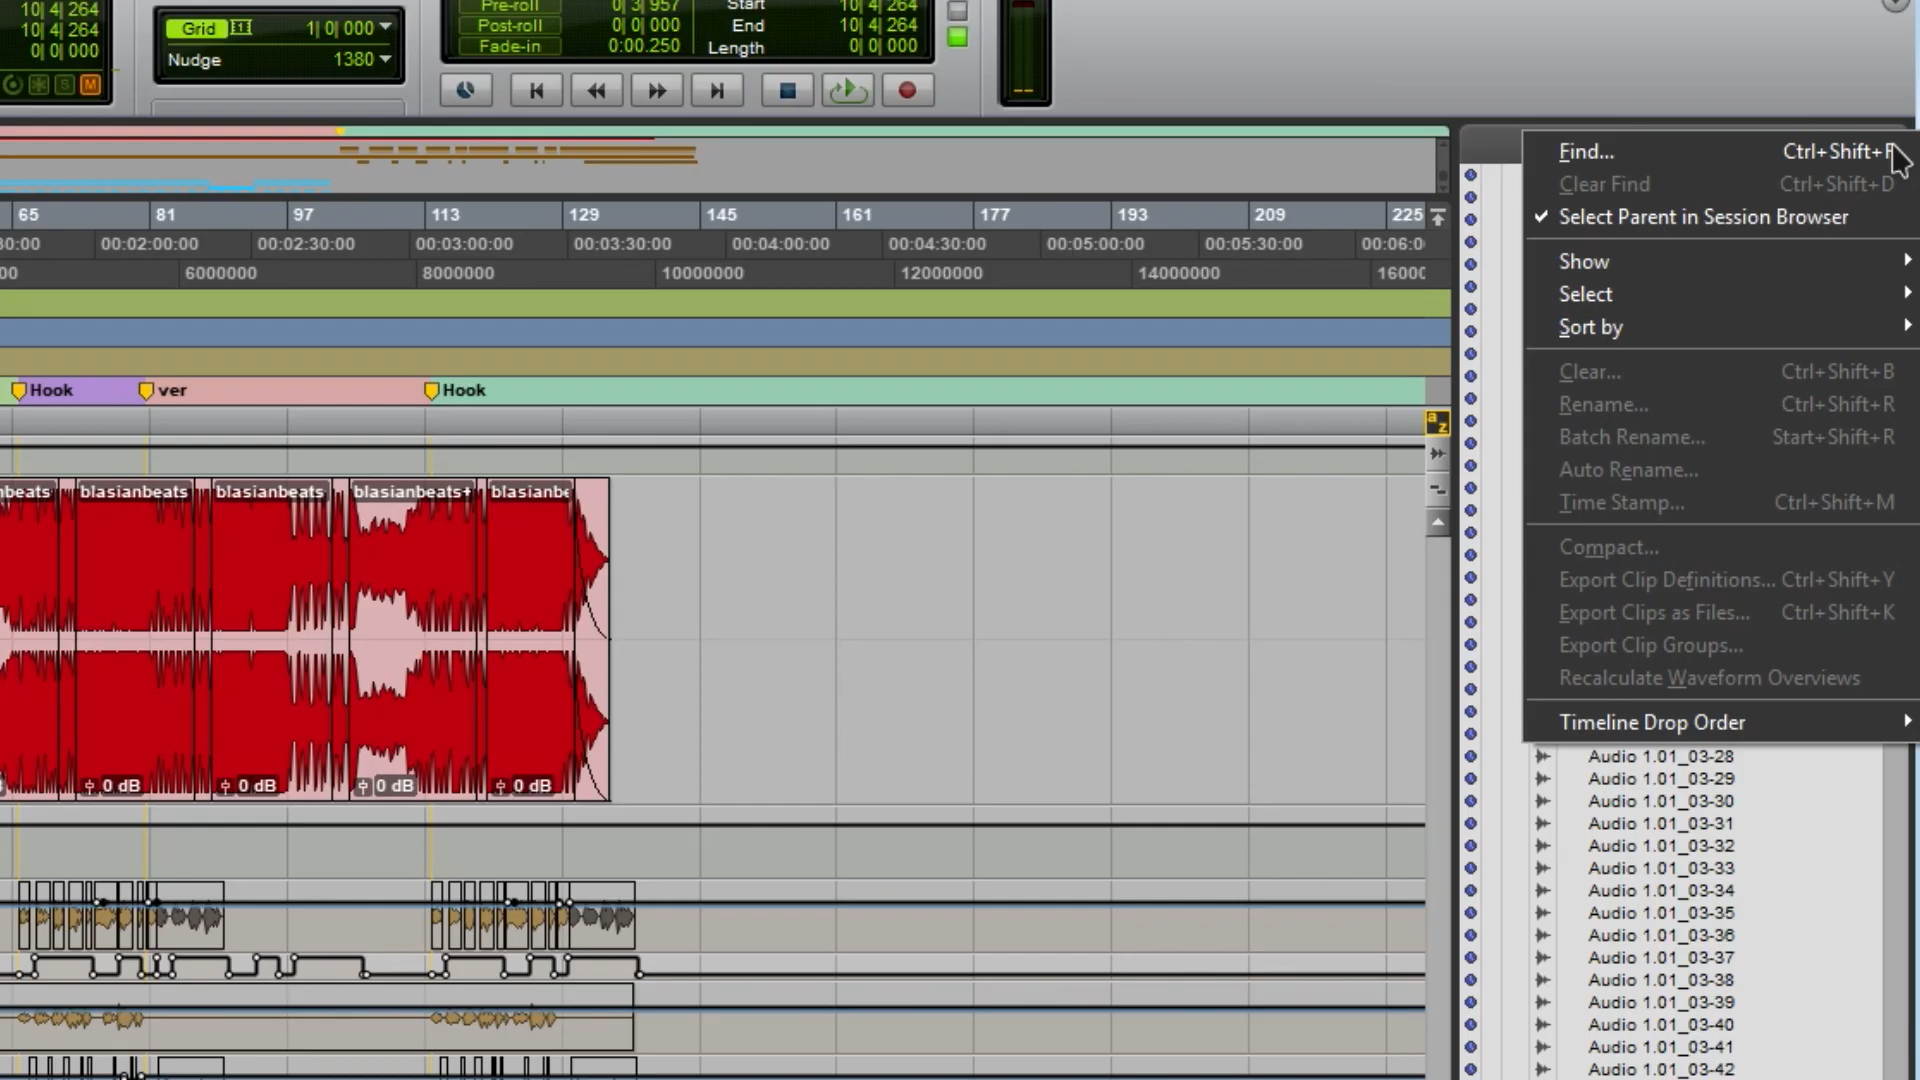 10| 4| 264
10| 4| 264
0| 0| 000
S
M
Grid
1| 0| 000
Nudge
1380
Pre-roll
0| 3| 957
Post-roll
0| 0| 000
Fade-in
0:00.250
Start
10| 4| 264
End
10| 4| 264
Length
0| 0| 000
65 81 97 113 129 145 161 177 193 209 225
30:00 00:02:00:00 00:02:30:00 00:03:00:00 00:03:30:00 00:04:00:00 00:04:30:00 00:05:00:00 00:05:30:00 00:06:0
00 6000000 8000000 10000000 12000000 14000000 16000
Hook ver Hook
a z
nbeats blasianbeats blasianbeats blasianbeats+ blasianbe
0 dB 0 dB 0 dB 0 dB
Find... Ctrl+Shift+F
Clear Find Ctrl+Shift+D
✓ Select Parent in Session Browser
Show
Select
Sort by
Clear... Ctrl+Shift+B
Rename... Ctrl+Shift+R
Batch Rename... Start+Shift+R
Auto Rename...
Time Stamp... Ctrl+Shift+M
Compact...
Export Clip Definitions... Ctrl+Shift+Y
Export Clips as Files... Ctrl+Shift+K
Export Clip Groups...
Recalculate Waveform Overviews
Timeline Drop Order
Audio 1.01_03-28
Audio 1.01_03-29
Audio 1.01_03-30
Audio 1.01_03-31
Audio 1.01_03-32
Audio 1.01_03-33
Audio 1.01_03-34
Audio 1.01_03-35
Audio 1.01_03-36
Audio 1.01_03-37
Audio 1.01_03-38
Audio 1.01_03-39
Audio 1.01_03-40
Audio 1.01_03-41
Audio 1.01_03-42